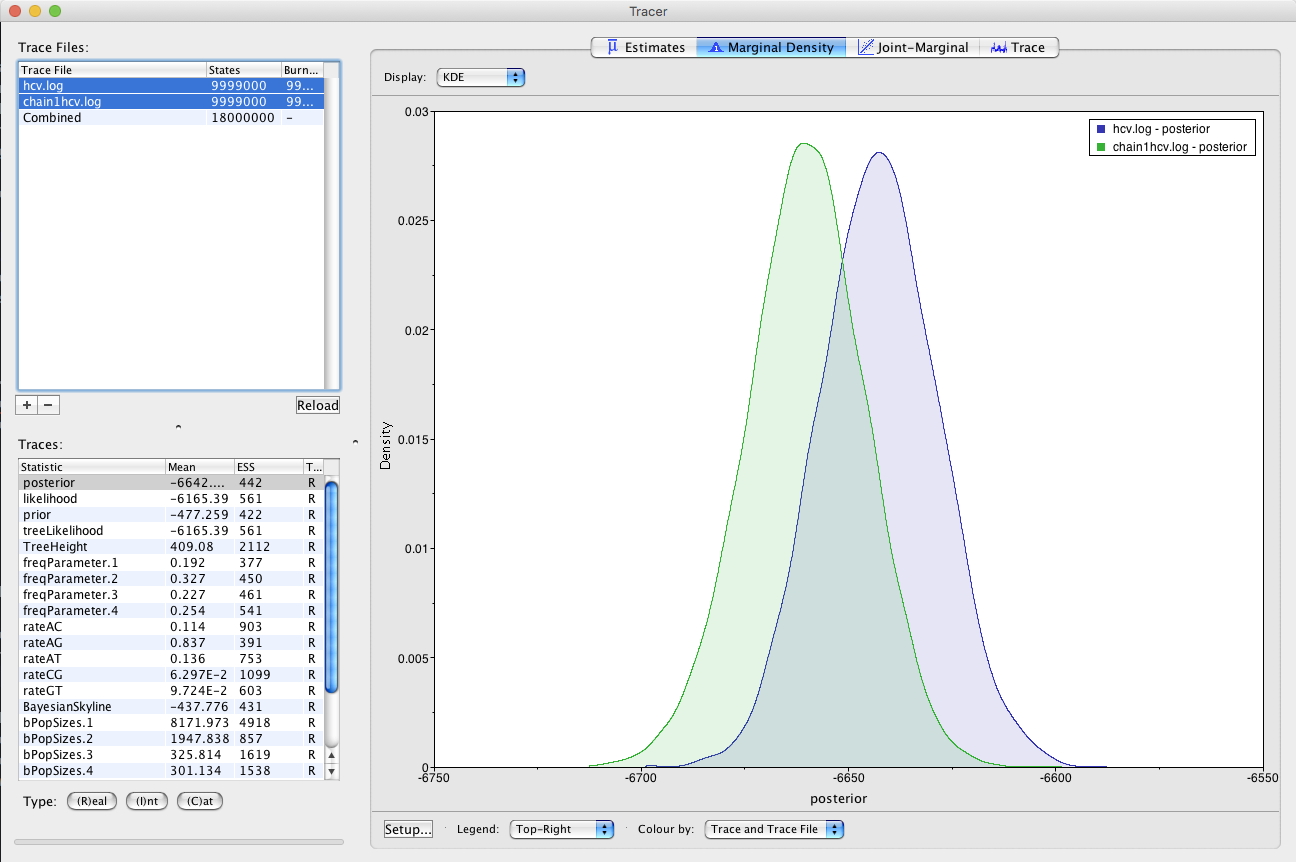 Tracer
Trace Files:
Trace File States Burn...
hcv.log 9999000 99...
chain1hcv.log 9999000 99...
Combined 18000000 -
+ −
Reload
Traces:
Statistic Mean ESS T...
posterior -6642.... 442 R
likelihood -6165.39 561 R
prior -477.259 422 R
treeLikelihood -6165.39 561 R
TreeHeight 409.08 2112 R
freqParameter.1 0.192 377 R
freqParameter.2 0.327 450 R
freqParameter.3 0.227 461 R
freqParameter.4 0.254 541 R
rateAC 0.114 903 R
rateAG 0.837 391 R
rateAT 0.136 753 R
rateCG 6.297E-2 1099 R
rateGT 9.724E-2 603 R
BayesianSkyline -437.776 431 R
bPopSizes.1 8171.973 4918 R
bPopSizes.2 1947.838 857 R
bPopSizes.3 325.814 1619 R
bPopSizes.4 301.134 1538 R
Type: (R)eal (I)nt (C)at
μ Estimates Marginal Density Joint-Marginal Trace
Display: KDE
hcv.log - posterior
chain1hcv.log - posterior
0.03
0.025
0.02
0.015
0.01
0.005
0
Density
-6750 -6700 -6650 -6600 -6550
posterior
Setup... Legend: Top-Right Colour by: Trace and Trace File